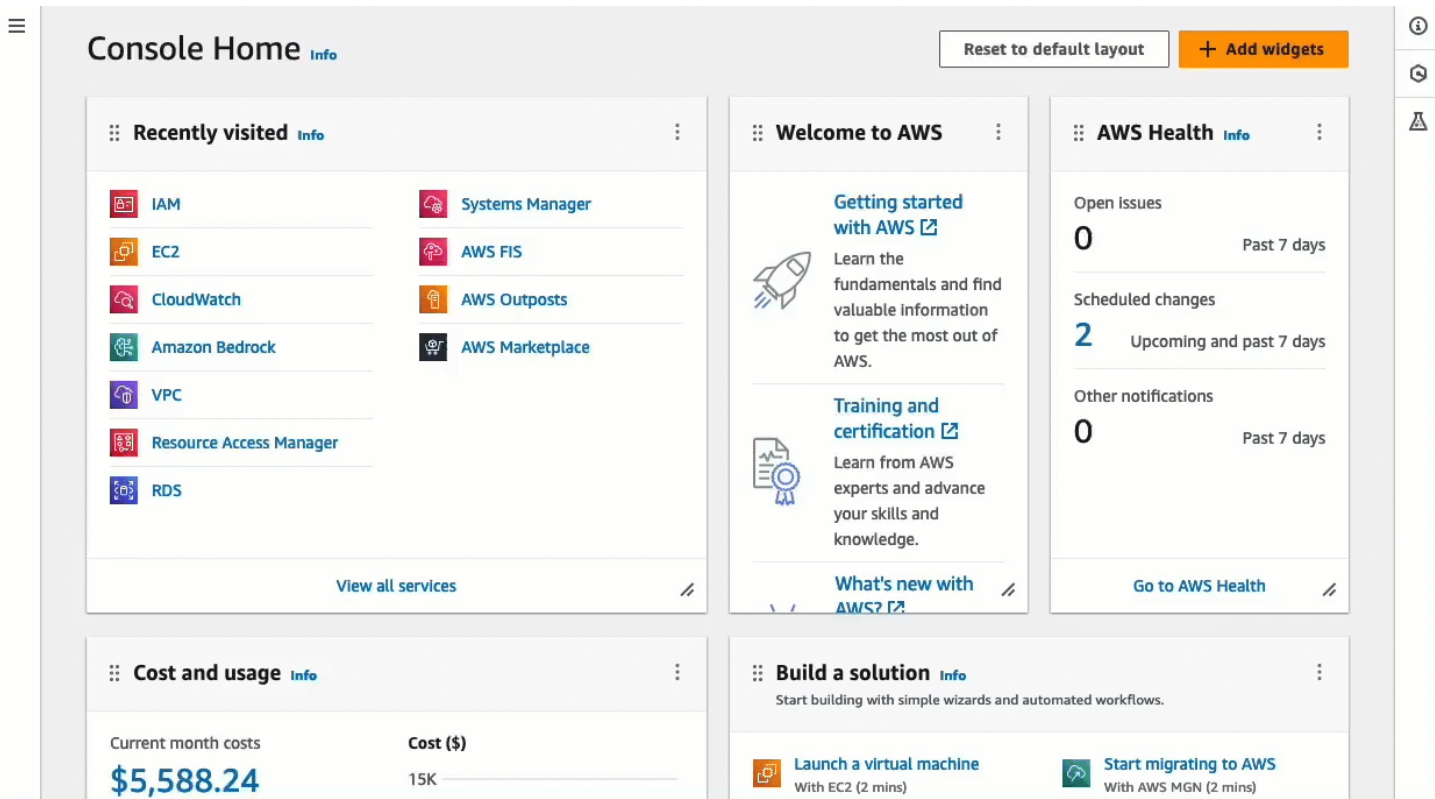 Console Home Info
Reset to default layout
+ Add widgets
Recently visited Info
IAM
EC2
CloudWatch
Amazon Bedrock
VPC
Resource Access Manager
RDS
Systems Manager
AWS FIS
AWS Outposts
AWS Marketplace
View all services
Welcome to AWS
Getting started
with AWS
Learn the
fundamentals and find
valuable information
to get the most out of
AWS.
Training and
certification
Learn from AWS
experts and advance
your skills and
knowledge.
What's new with
AWS?
AWS Health Info
Open issues
0 Past 7 days
Scheduled changes
2 Upcoming and past 7 days
Other notifications
0 Past 7 days
Go to AWS Health
Cost and usage Info
Current month costs
$5,588.24
Cost ($)
15K
Build a solution Info
Start building with simple wizards and automated workflows.
Launch a virtual machine
With EC2 (2 mins)
Start migrating to AWS
With AWS MGN (2 mins)